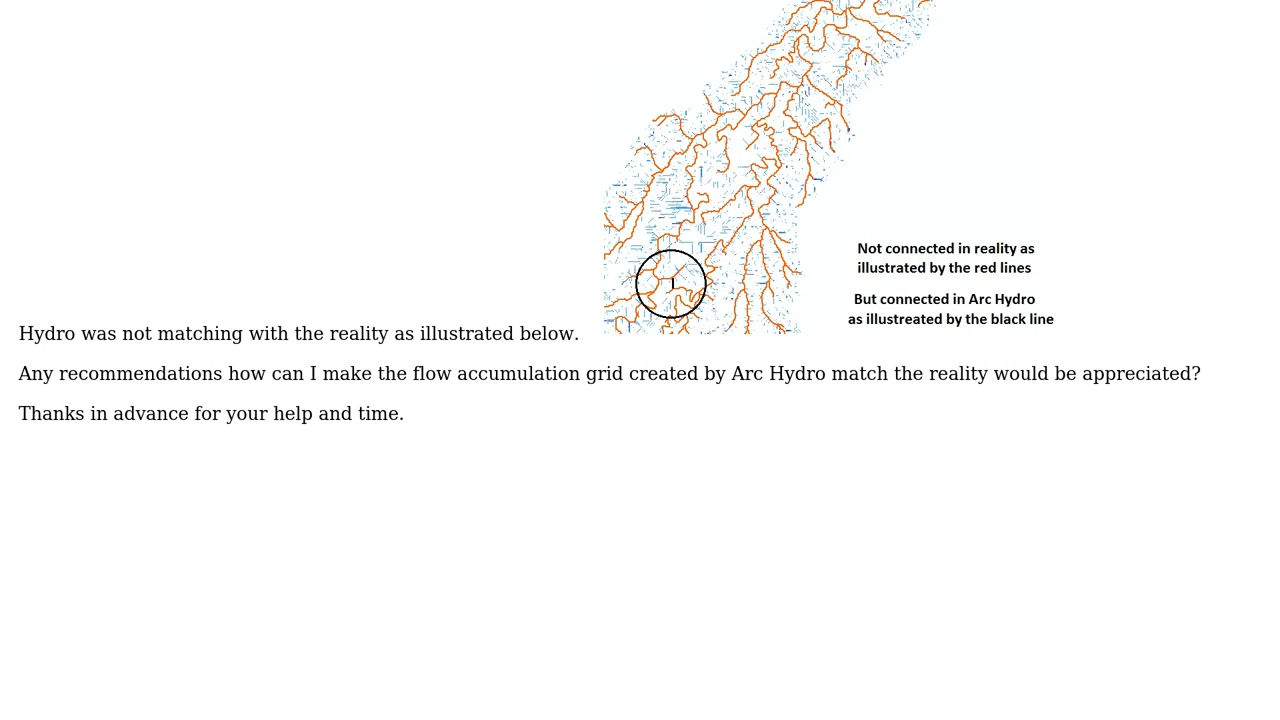 Not connected in reality as
illustrated by the red lines
But connected in Arc Hydro
as illustreated by the black line
Hydro was not matching with the reality as illustrated below.
Any recommendations how can I make the flow accumulation grid created by Arc Hydro match the reality would be appreciated?
Thanks in advance for your help and time.